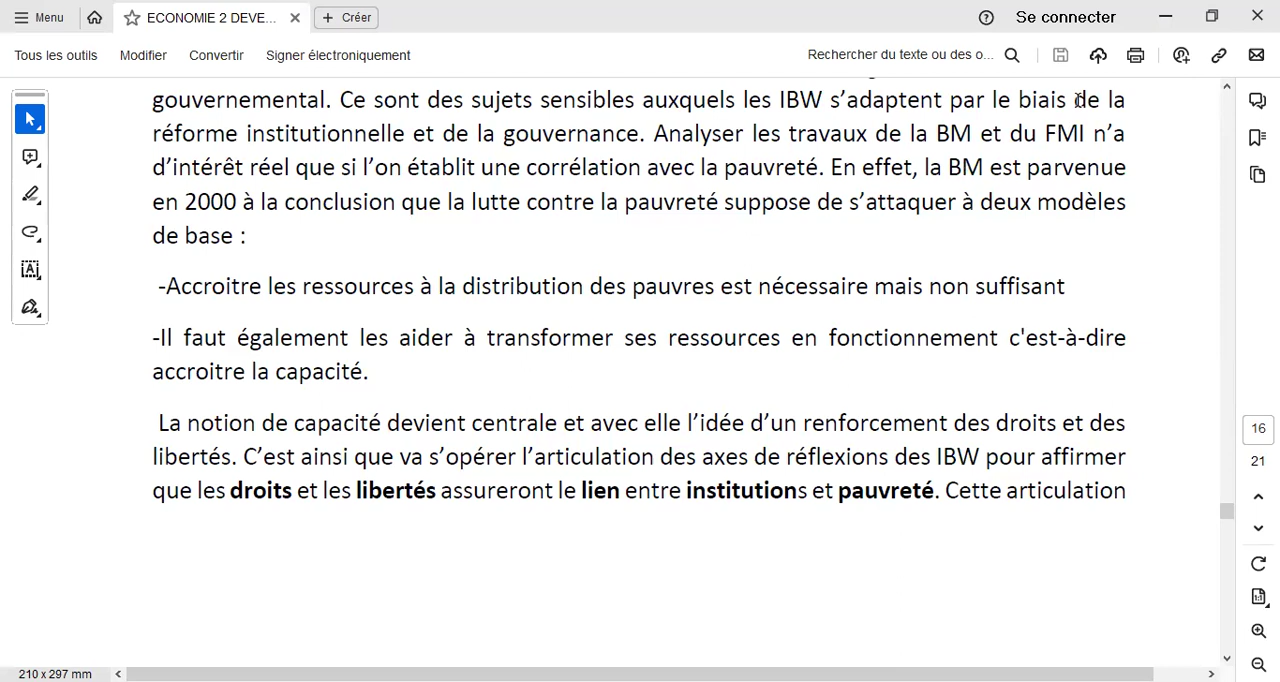 Menu
ECONOMIE 2 DEVE...
Créer
Se connecter
Tous les outils
Modifier
Convertir
Signer électroniquement
Rechercher du texte ou des o...
gouvernemental. Ce sont des sujets sensibles auxquels les IBW s’adaptent par le biais de la
réforme institutionnelle et de la gouvernance. Analyser les travaux de la BM et du FMI n’a
d’intérêt réel que si l’on établit une corrélation avec la pauvreté. En effet, la BM est parvenue
en 2000 à la conclusion que la lutte contre la pauvreté suppose de s’attaquer à deux modèles
de base :
-Accroitre les ressources à la distribution des pauvres est nécessaire mais non suffisant
-Il faut également les aider à transformer ses ressources en fonctionnement c'est-à-dire
accroitre la capacité.
La notion de capacité devient centrale et avec elle l’idée d’un renforcement des droits et des
libertés. C’est ainsi que va s’opérer l’articulation des axes de réflexions des IBW pour affirmer
que les droits et les libertés assureront le lien entre institutions et pauvreté. Cette articulation
16
21
210 x 297 mm